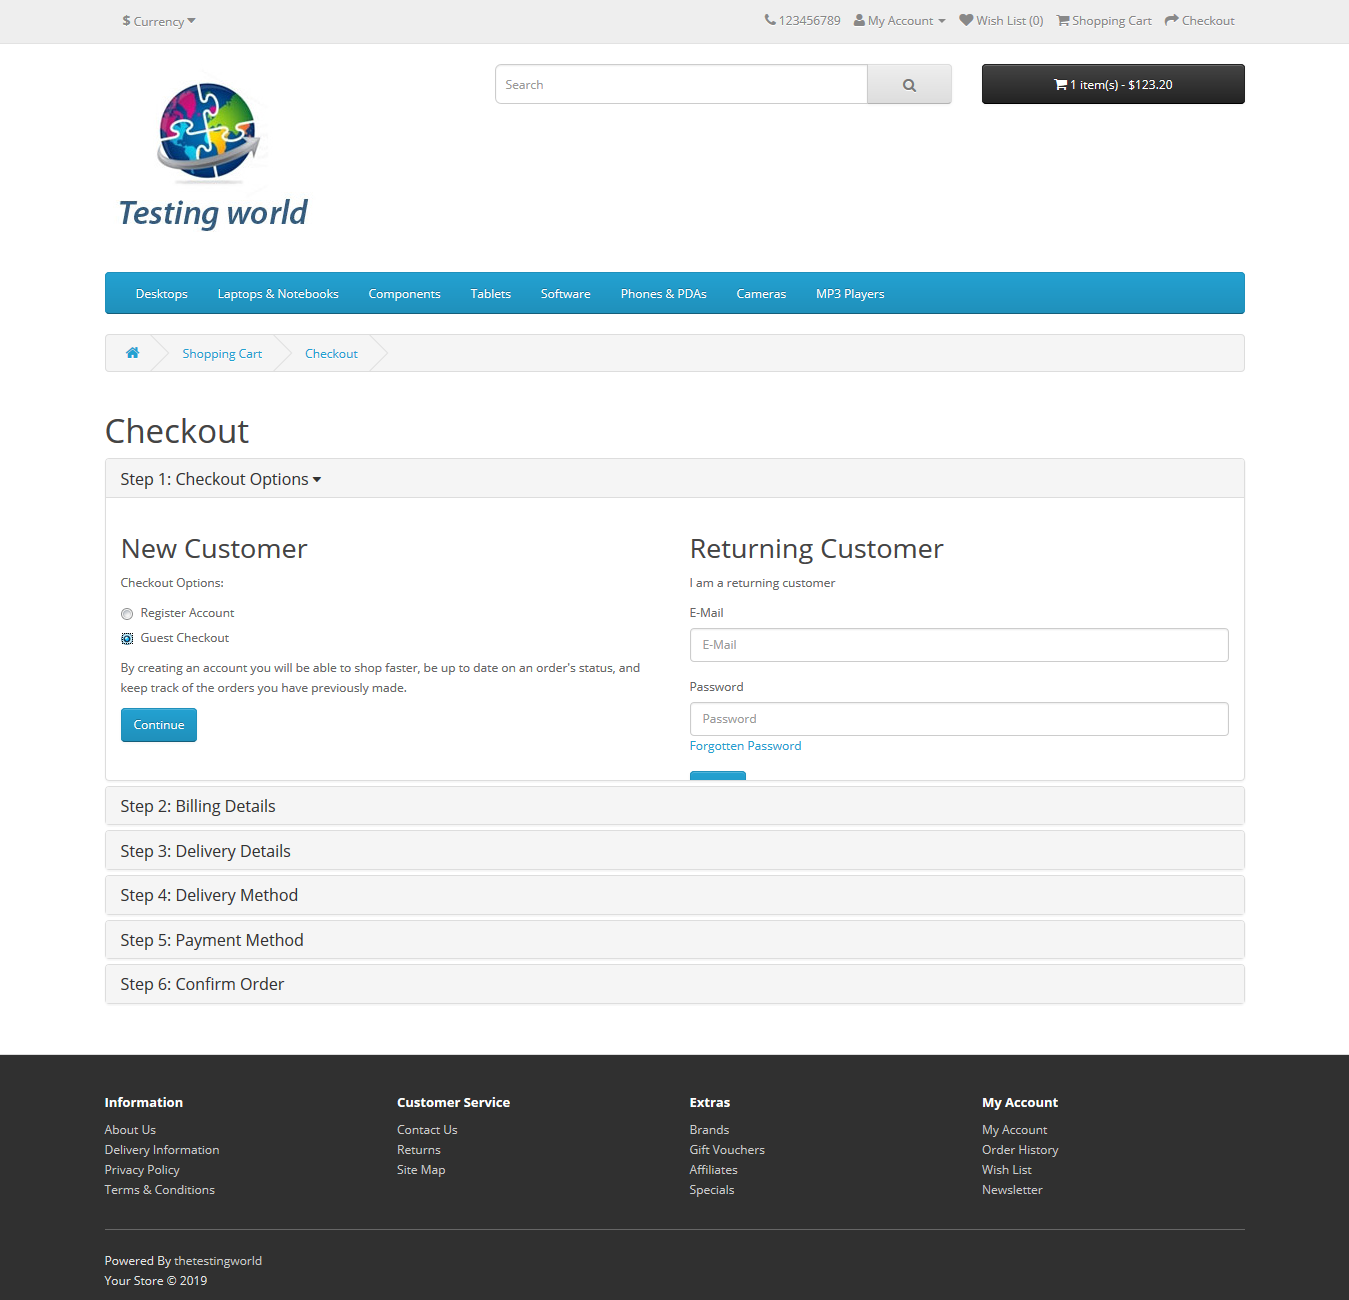 $ Currency
123456789 My Account Wish List (0) Shopping Cart Checkout
Search
1 item(s) - $123.20
Testing world
Desktops Laptops & Notebooks Components Tablets Software Phones & PDAs Cameras MP3 Players
Shopping Cart Checkout
Checkout
Step 1: Checkout Options
New Customer
Checkout Options:
Register Account
Guest Checkout
By creating an account you will be able to shop faster, be up to date on an order's status, and
keep track of the orders you have previously made.
Continue
Returning Customer
I am a returning customer
E-Mail
E-Mail
Password
Password
Forgotten Password
Step 2: Billing Details
Step 3: Delivery Details
Step 4: Delivery Method
Step 5: Payment Method
Step 6: Confirm Order
Information
About Us
Delivery Information
Privacy Policy
Terms & Conditions
Customer Service
Contact Us
Returns
Site Map
Extras
Brands
Gift Vouchers
Affiliates
Specials
My Account
My Account
Order History
Wish List
Newsletter
Powered By thetestingworld
Your Store © 2019